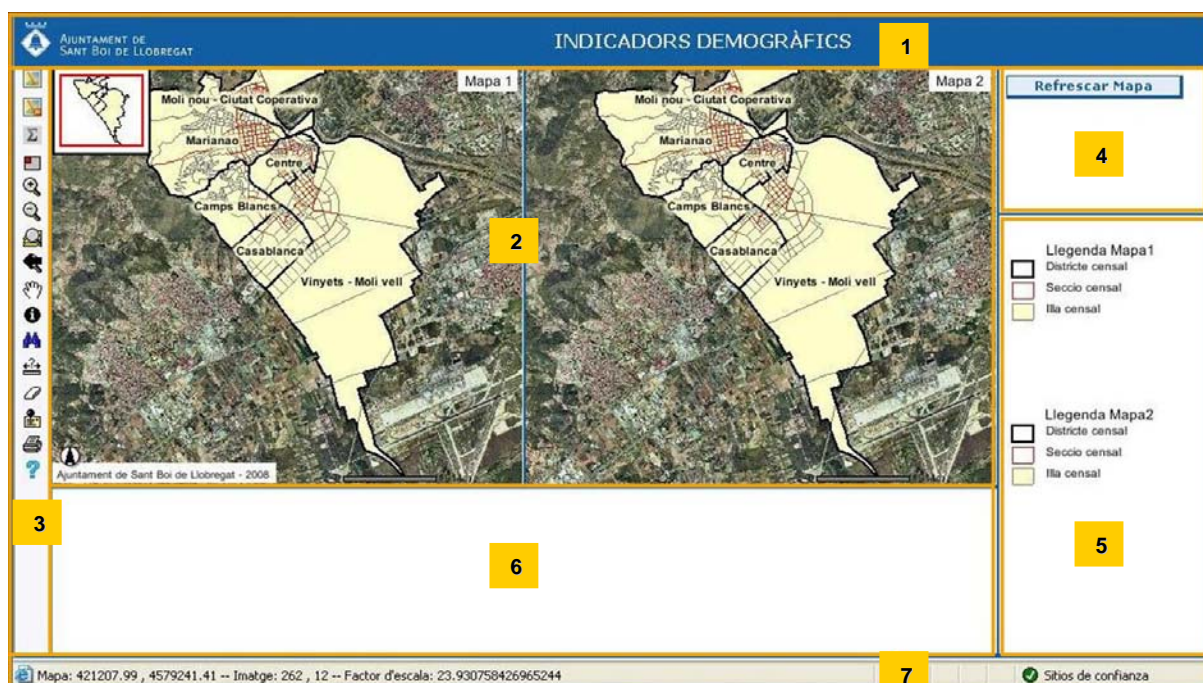 AJUNTAMENT DE
SANT BOI DE LLOBREGAT
INDICADORS DEMOGRÀFICS
1
Mapa 1
Moli nou - Ciutat Coperativa
Marianao
Centre
Camps Blancs
Casablanca
Vinyets - Moli vell
Ajuntament de Sant Boi de Llobregat - 2008
2
Mapa 2
Moli nou - Ciutat Coperativa
Marianao
Centre
Camps Blancs
Casablanca
Vinyets - Moli vell
3
Refrescar Mapa
4
Llegenda Mapa1
Districte censal
Seccio censal
Illa censal
Llegenda Mapa2
Districte censal
Seccio censal
Illa censal
5
6
Mapa: 421207.99 , 4579241.41 -- Imatge: 262 , 12 -- Factor d'escala: 23.930758426965244
7
Sitios de confianza